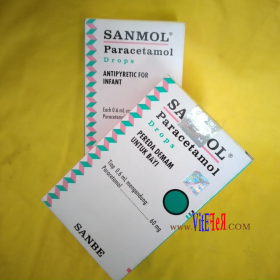 SANMOL®
Paracetamol
Drops
ANTIPYRETIC FOR
INFANT
Each 0.6 mL
Paracetamol
SANMOL®
Paracetamol
Drops
PEREDA DEMAM
UNTUK BAYI
Tiap 0,6 mL mengandung
Paracetamol 60 mg
SANBE